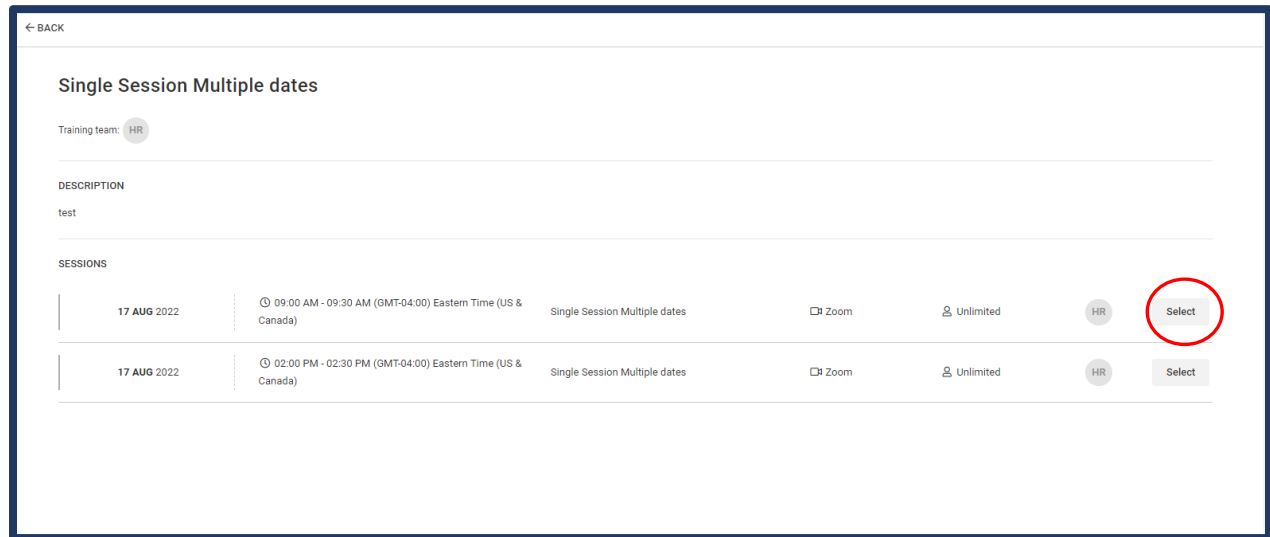 ← BACK
Single Session Multiple dates
Training team: HR
DESCRIPTION
test
SESSIONS
17 AUG 2022 09:00 AM - 09:30 AM (GMT-04:00) Eastern Time (US & Single Session Multiple dates Zoom Unlimited HR Select
Canada)
17 AUG 2022 02:00 PM - 02:30 PM (GMT-04:00) Eastern Time (US & Single Session Multiple dates Zoom Unlimited HR Select
Canada)